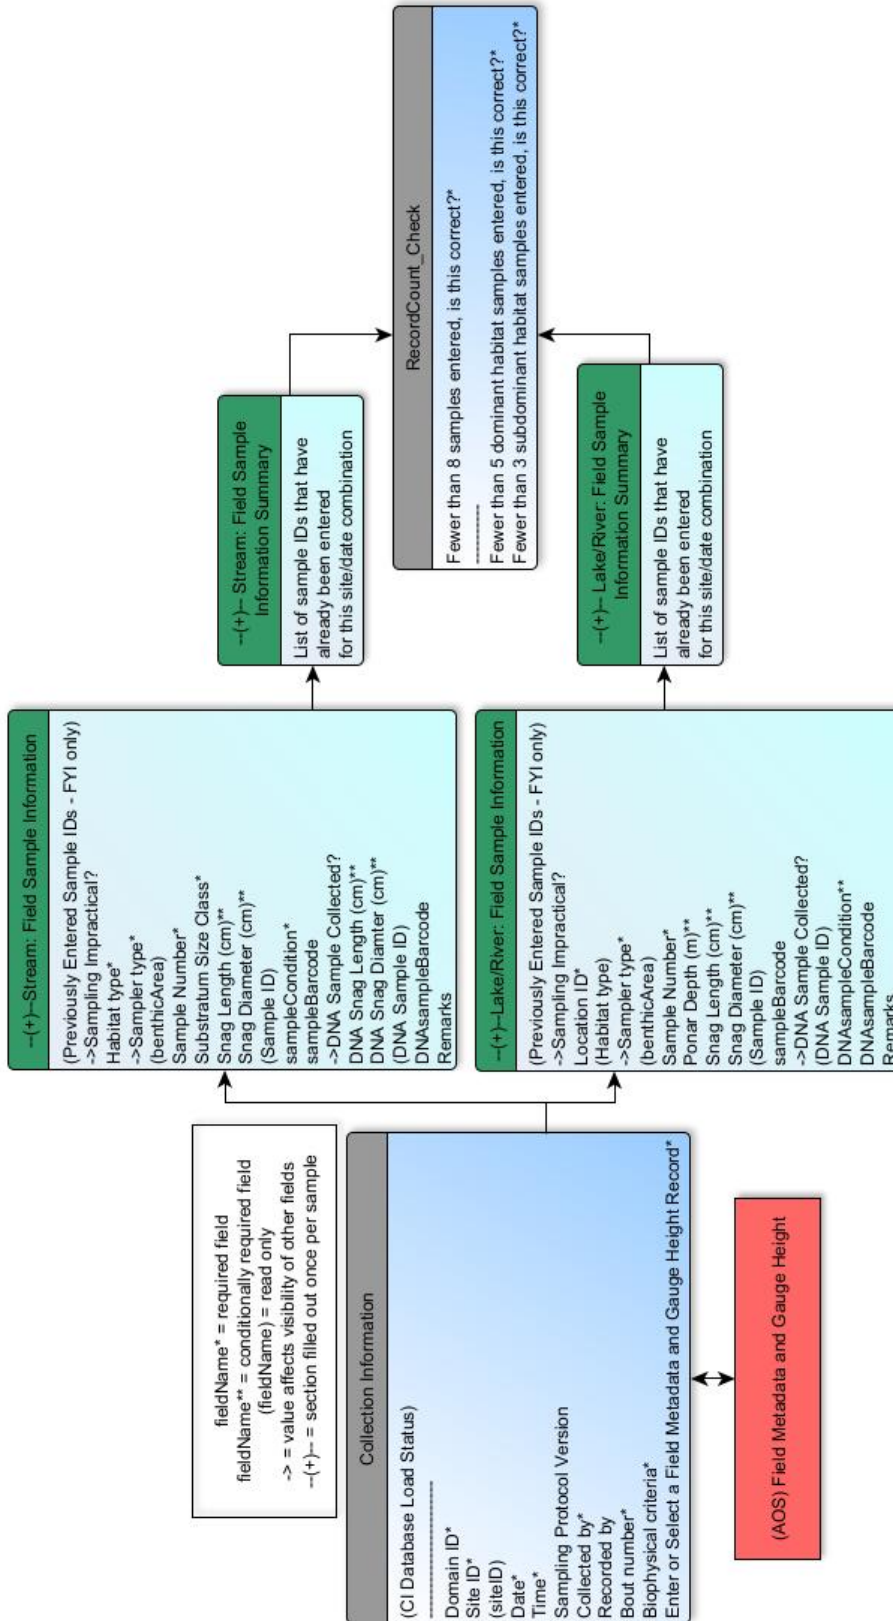 fieldName* = required field
fieldName** = conditionally required field
(fieldName) = read only
-> = value affects visibility of other fields
--(+)-- = section filled out once per sample
Collection Information
(CI Database Load Status)
--------------------
Domain ID*
Site ID*
(siteID)
Date*
Time*
Sampling Protocol Version
Collected by*
Recorded by
Bout number*
Biophysical criteria*
Enter or Select a Field Metadata and Gauge Height Record*
(AOS) Field Metadata and Gauge Height
--(+)--Stream: Field Sample Information
(Previously Entered Sample IDs - FYI only)
->Sampling Impractical?
Habitat type*
->Sampler type*
(benthicArea)
Sample Number*
Substratum Size Class*
Snag Length (cm)**
Snag Diameter (cm)**
(Sample ID)
sampleCondition*
sampleBarcode
->DNA Sample Collected?
DNA Snag Length (cm)**
DNA Snag Diamter (cm)**
(DNA Sample ID)
DNAsampleBarcode
Remarks
--(+)--Lake/River: Field Sample Information
(Previously Entered Sample IDs - FYI only)
->Sampling Impractical?
Location ID*
(Habitat type)
->Sampler type*
(benthicArea)
Sample Number*
Ponar Depth (m)**
Snag Length (cm)**
Snag Diameter (cm)**
(Sample ID)
sampleBarcode
->DNA Sample Collected?
(DNA Sample ID)
DNAsampleCondition**
DNAsampleBarcode
Remarks
--(+)-- Stream: Field Sample
Information Summary
List of sample IDs that have
already been entered
for this site/date combination
--(+)-- Lake/River: Field Sample
Information Summary
List of sample IDs that have
already been entered
for this site/date combination
RecordCount_Check
Fewer than 8 samples entered, is this correct?*
------------
Fewer than 5 dominant habitat samples entered, is this correct?*
Fewer than 3 subdominant habitat samples entered, is this correct?*